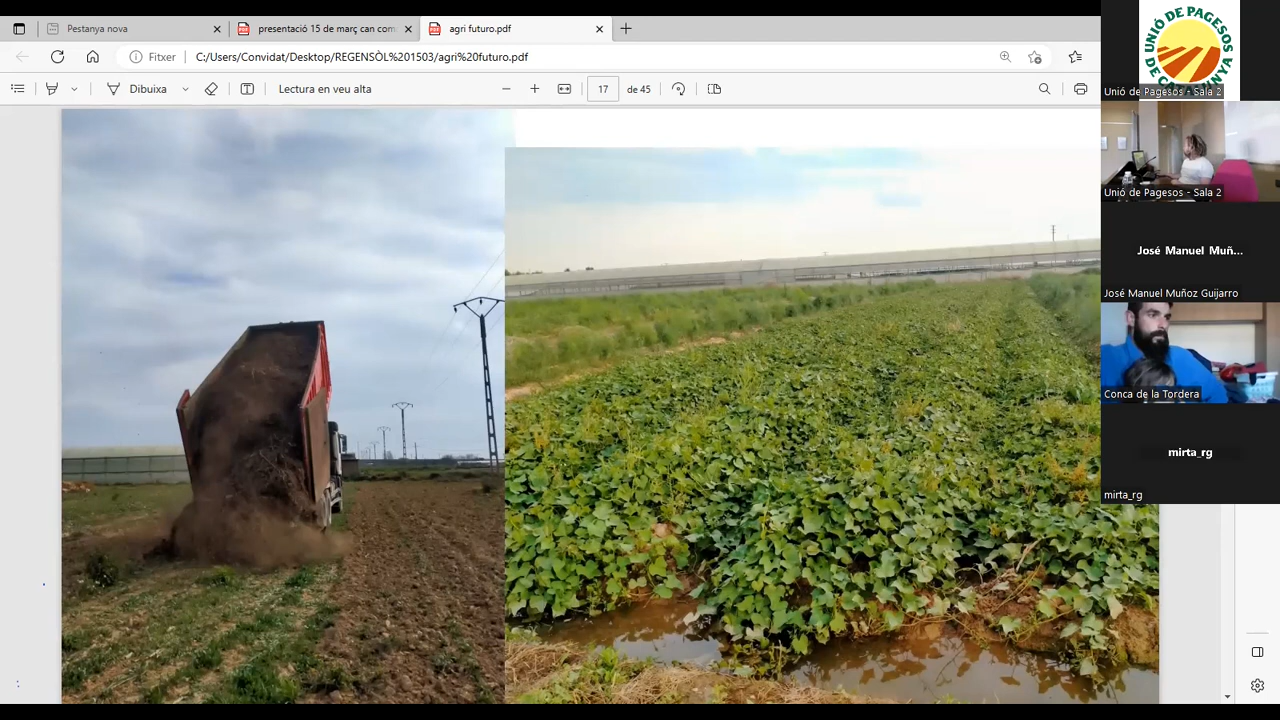 Pestanya nova
presentació 15 de març can com
agri futuro.pdf
Fitxer
C:/Users/Convidat/Desktop/REGENSÒL%201503/agri%20futuro.pdf
Dibuixa
Lectura en veu alta
17
de 45
UNIÓ DE PAGESOS
DE CATALUNYA
Unió de Pagesos - Sala 2
Unió de Pagesos - Sala 2
José Manuel Muñ...
José Manuel Muñoz Guijarro
Conca de la Tordera
mirta_rg
mirta_rg